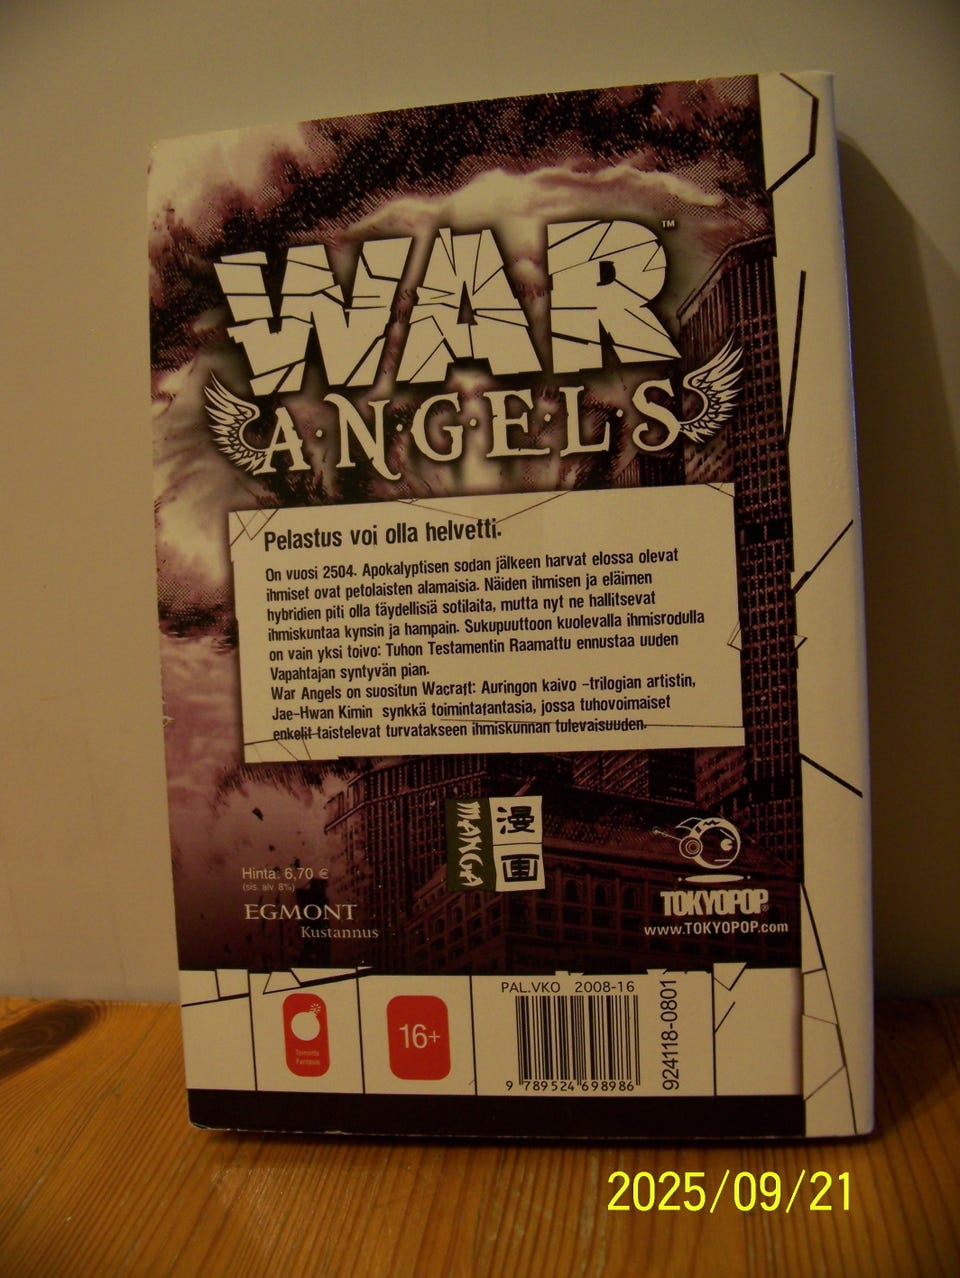 WAR™
A·N·G·E·L·S
Pelastus voi olla helvetti.
On vuosi 2504. Apokalyptisen sodan jälkeen harvat elossa olevat
ihmiset ovat petolaisten alamaisia. Näiden ihmisen ja eläimen
hybridien piti olla täydellisiä sotilaita, mutta nyt ne hallitsevat
ihmiskuntaa kynsin ja hampain. Sukupuuttoon kuolevalla ihmisrodulla
on vain yksi toivo: Tuhon Testamentin Raamattu ennustaa uuden
Vapahtajan syntyvän pian.
War Angels on suositun Wacraft: Auringon kaivo -trilogian artistin,
Jae-Hwan Kimin synkkä toimintafantasia, jossa tuhovoimaiset
enkelit taistelevat turvatakseen ihmiskunnan tulevaisuuden.
MANGA
漫画
Hinta: 6,70 €
(sis. alv 8%)
EGMONT
Kustannus
TOKYOPOP®
www.TOKYOPOP.com
Toiminta
Fantasia
16+
PAL.VKO 2008-16
9 789524 698986
924118-0801
2025/09/21